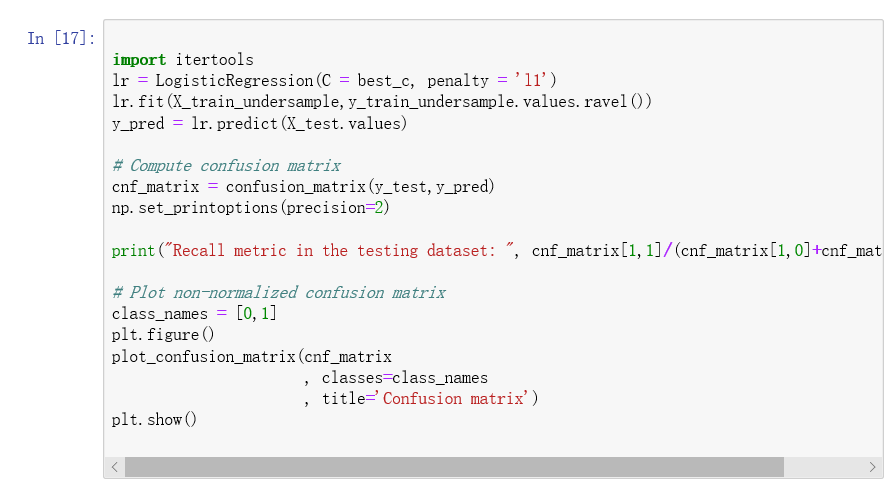 In [17]:
import itertools
lr = LogisticRegression(C = best_c, penalty = 'l1')
lr.fit(X_train_undersample,y_train_undersample.values.ravel())
y_pred = lr.predict(X_test.values)
# Compute confusion matrix
cnf_matrix = confusion_matrix(y_test,y_pred)
np.set_printoptions(precision=2)
print("Recall metric in the testing dataset: ", cnf_matrix[1,1]/(cnf_matrix[1,0]+cnf_mat
# Plot non-normalized confusion matrix
class_names = [0,1]
plt.figure()
plot_confusion_matrix(cnf_matrix
, classes=class_names
, title='Confusion matrix')
plt.show()